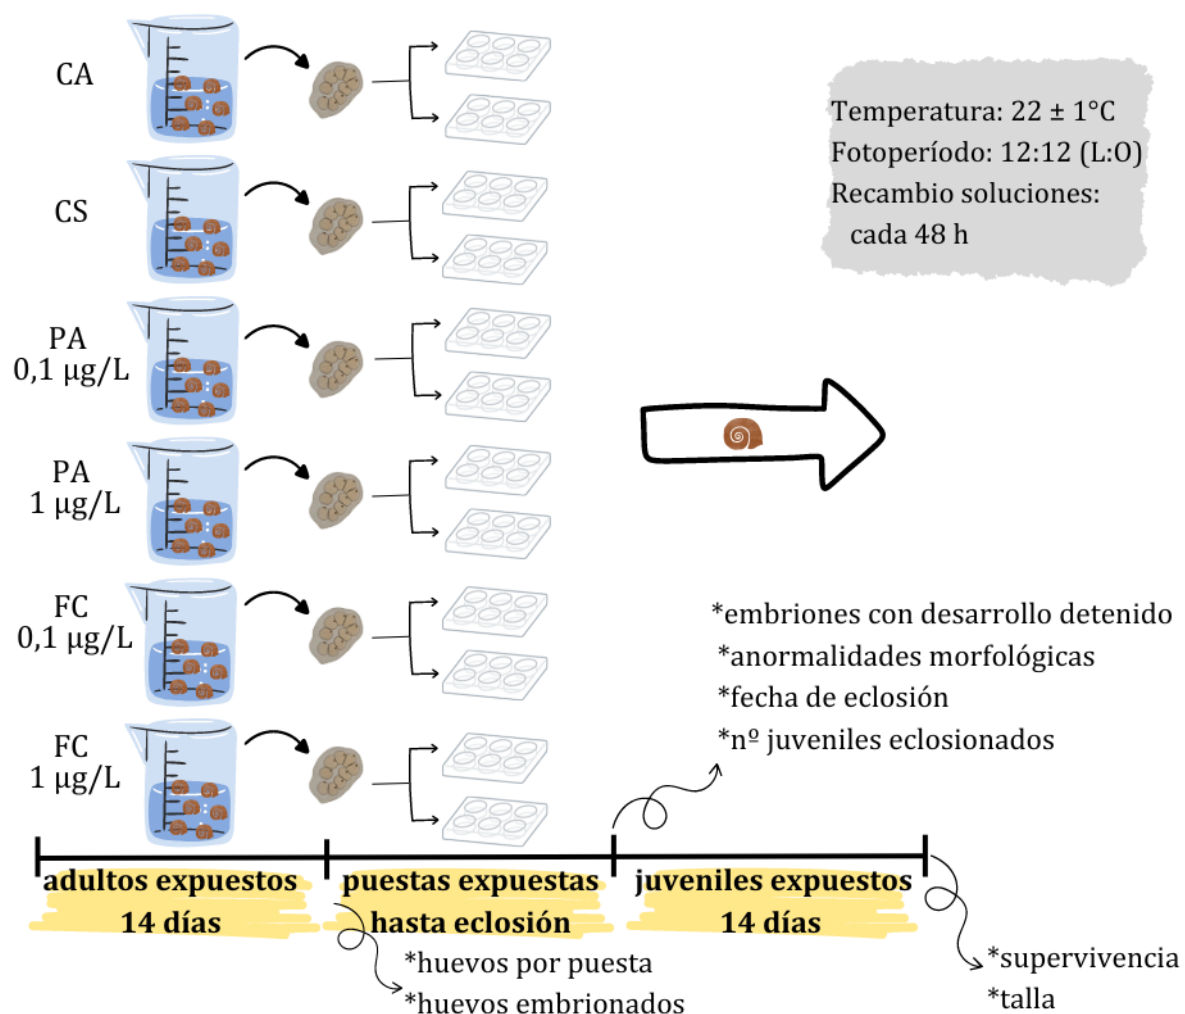 CA
CS
PA
0,1 µg/L
PA
1 µg/L
FC
0,1 µg/L
FC
1 µg/L
Temperatura: 22 ± 1°C
Fotoperíodo: 12:12 (L:O)
Recambio soluciones:
cada 48 h
*embriones con desarrollo detenido
*anormalidades morfológicas
*fecha de eclosión
*nº juveniles eclosionados
adultos expuestos
14 días
puestas expuestas
hasta eclosión
juveniles expuestos
14 días
*huevos por puesta
*huevos embrionados
*supervivencia
*talla